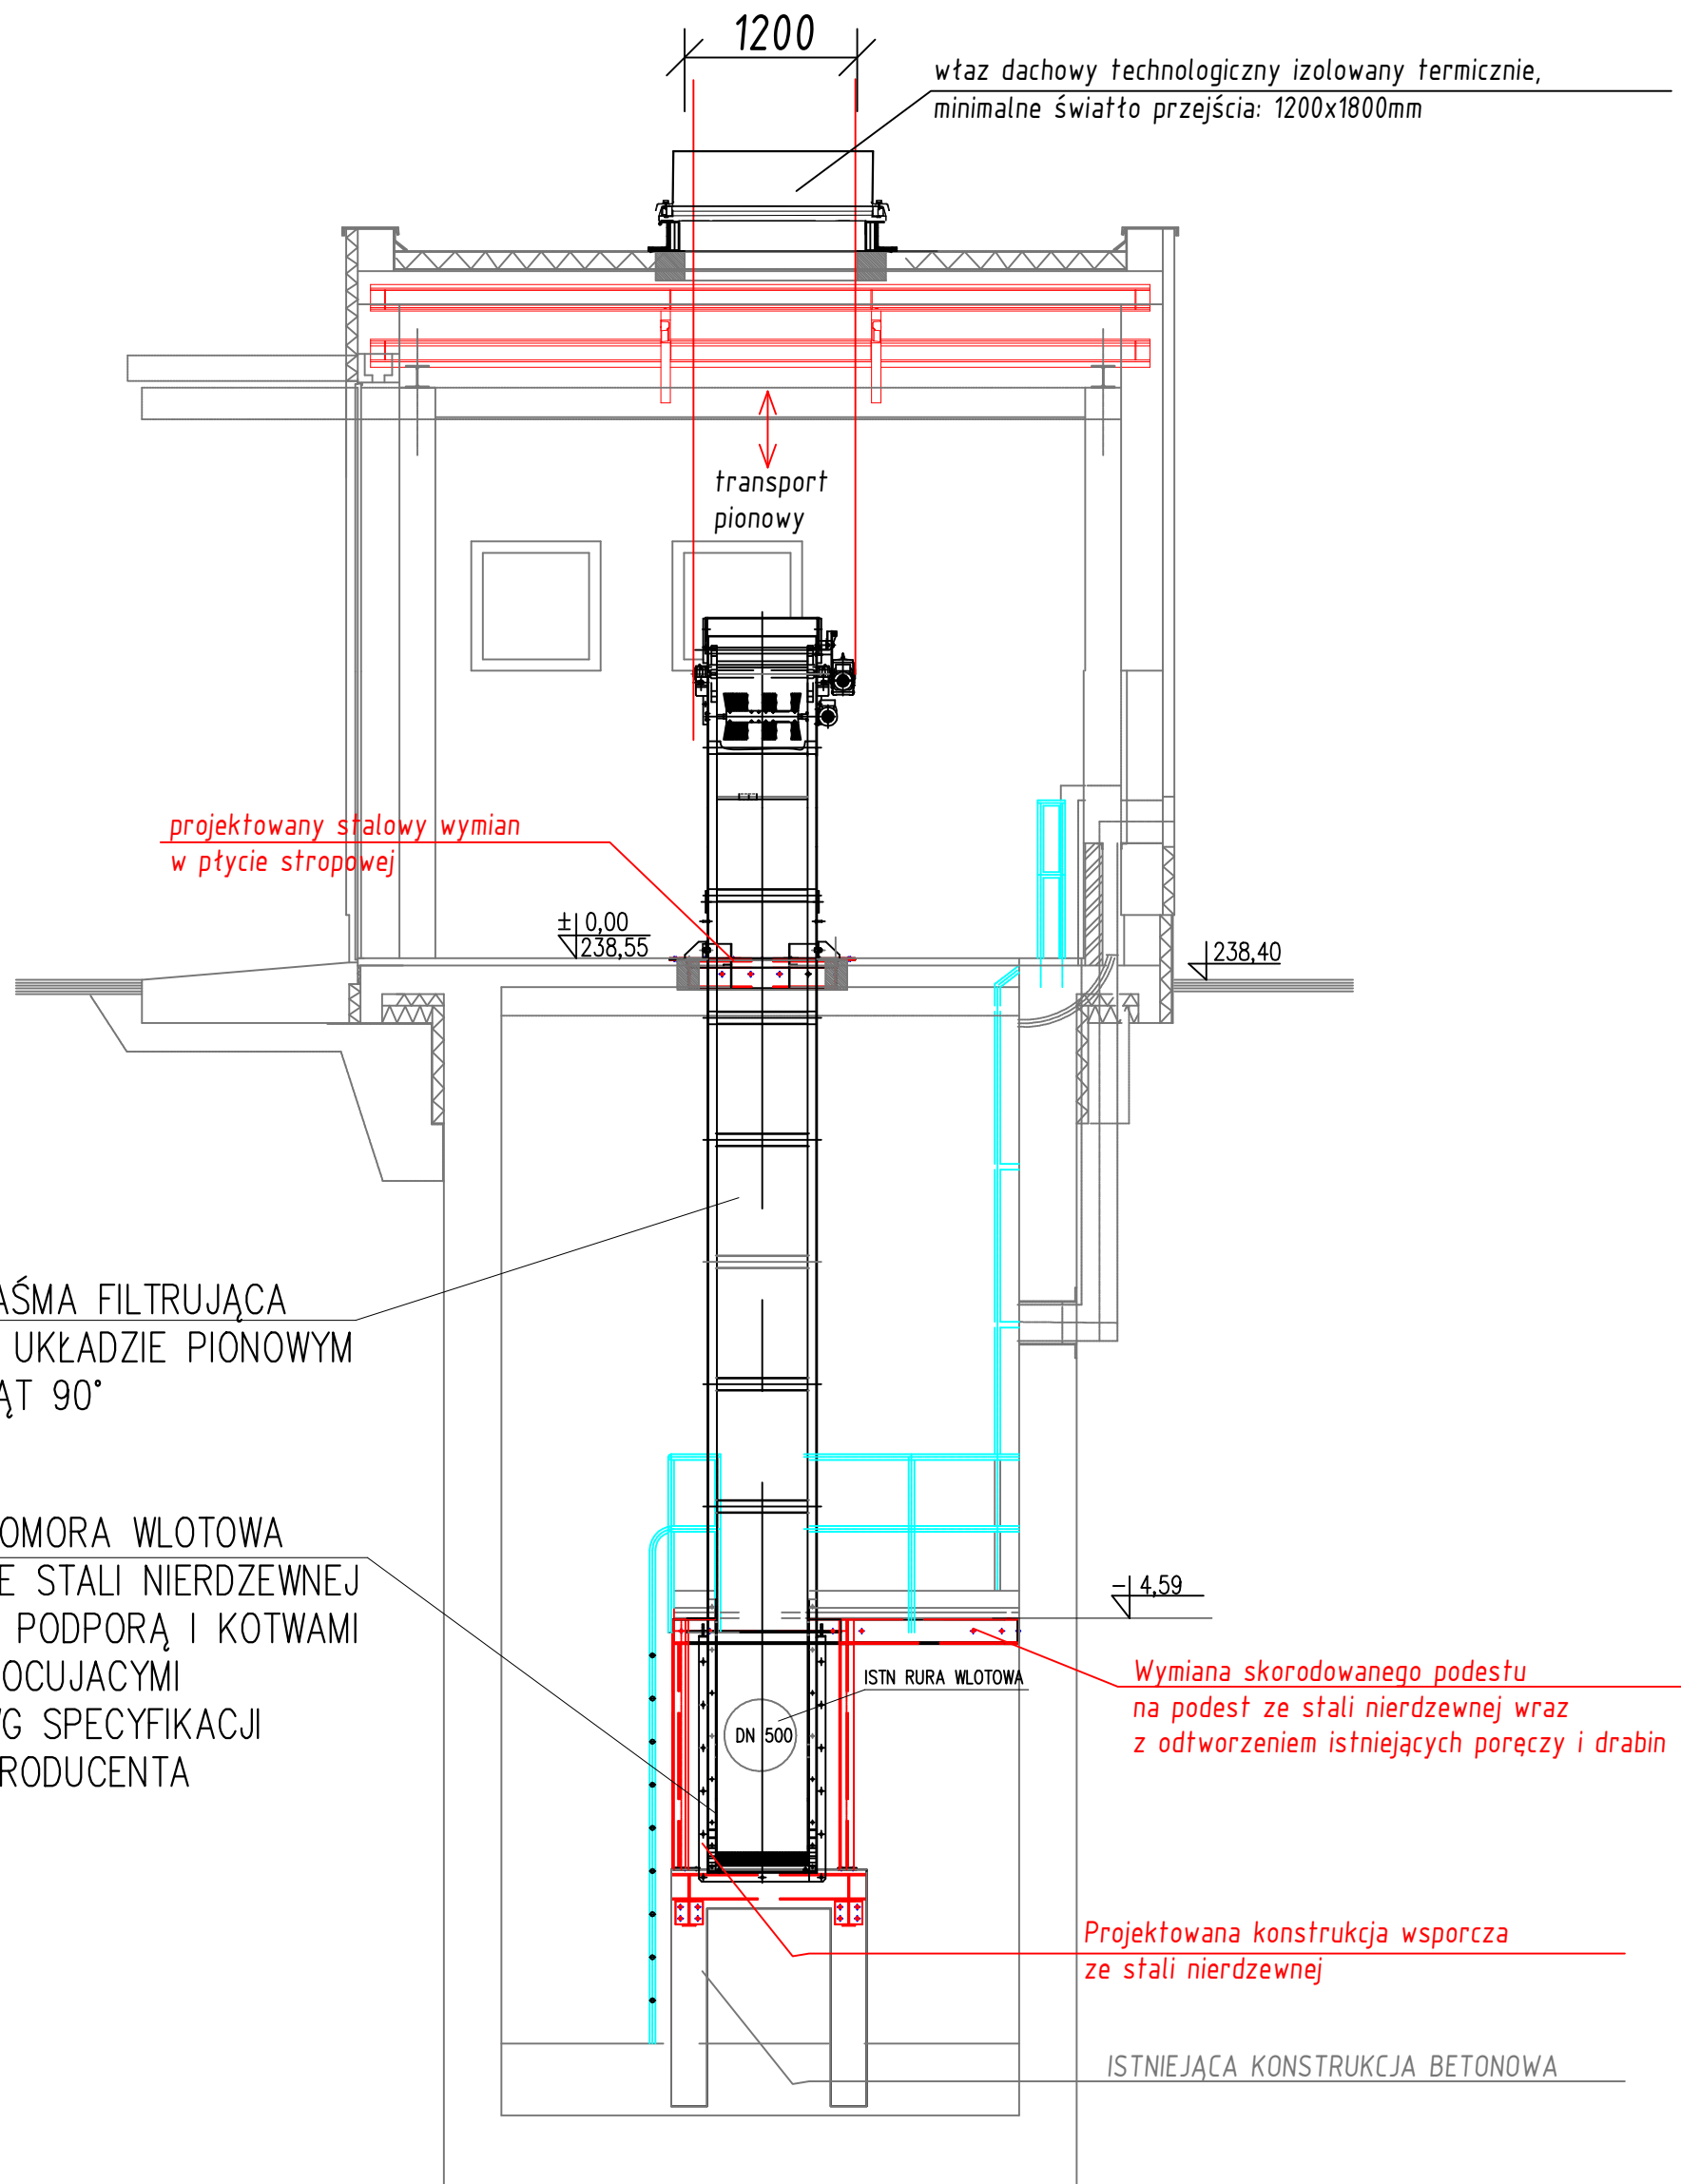 1200
właz dachowy technologiczny izolowany termicznie,
minimalne światło przejścia: 1200x1800mm
transport
pionowy
projektowany stalowy wymian
w płycie stropowej
± 0,00
238,55
238,40
AŚMA FILTRUJĄCA
UKŁADZIE PIONOWYM
ĄT 90°
OMORA WLOTOWA
E STALI NIERDZEWNEJ
PODPORĄ I KOTWAMI
OCUJACYMI
G SPECYFIKACJI
RODUCENTA
- 4,59
ISTN RURA WLOTOWA
DN 500
Wymiana skorodowanego podestu
na podest ze stali nierdzewnej wraz
z odtworzeniem istniejących poręczy i drabin
Projektowana konstrukcja wsporcza
ze stali nierdzewnej
ISTNIEJĄCA KONSTRUKCJA BETONOWA